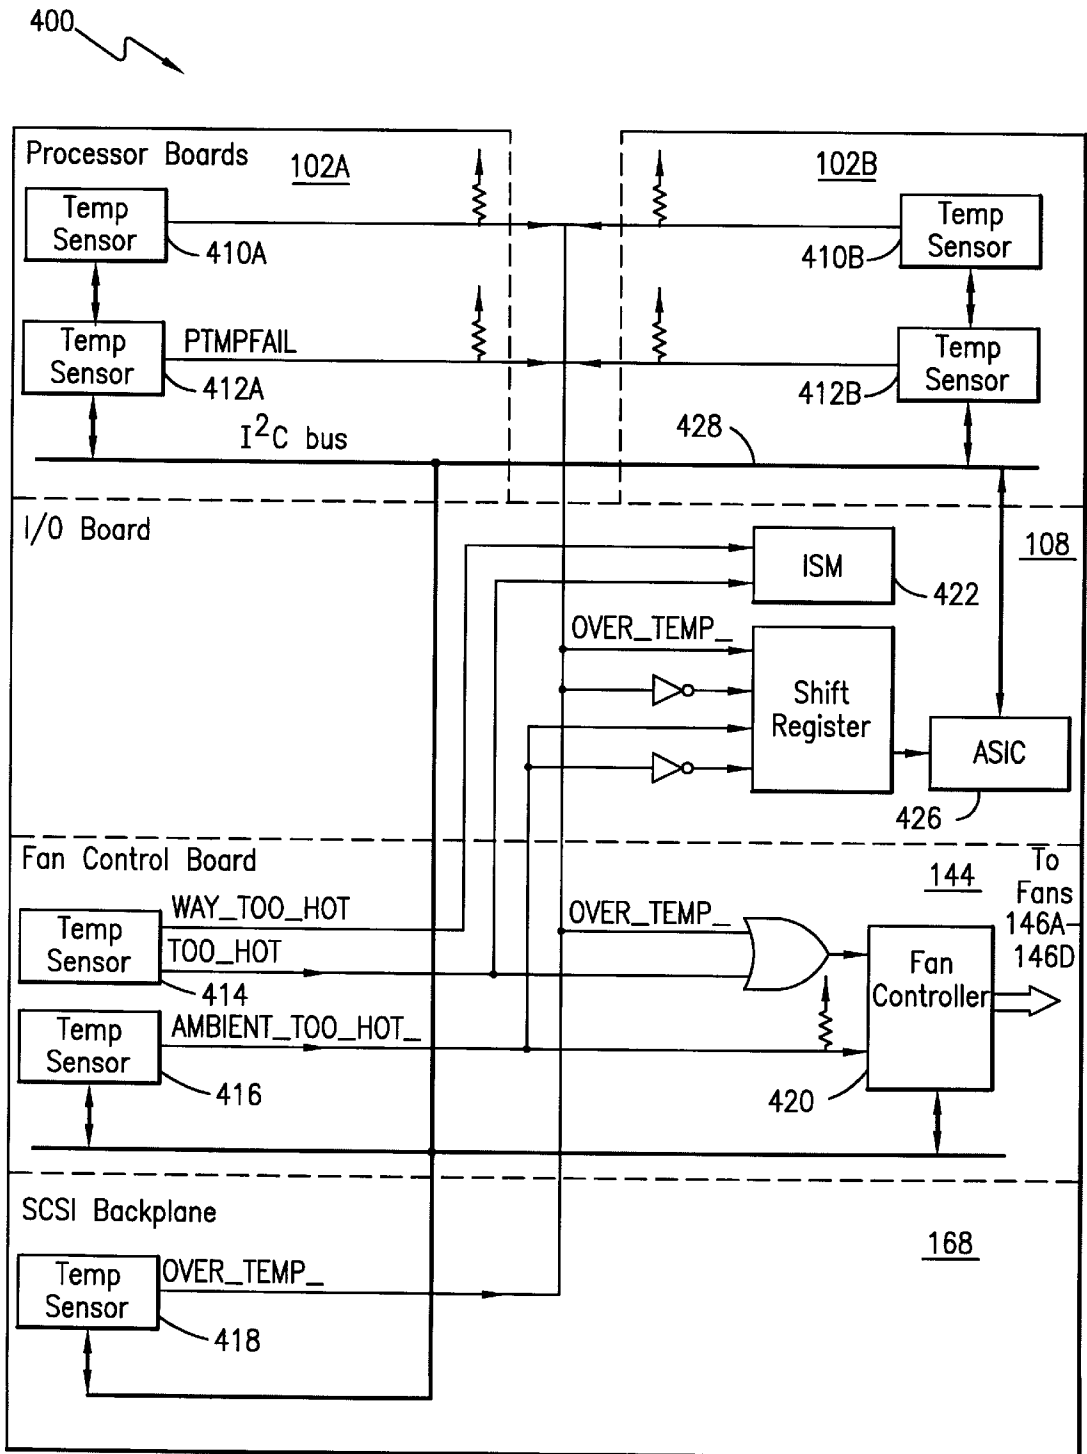 400
Processor Boards
102A
102B
Temp
Sensor
410A
410B
Temp
Sensor
Temp
Sensor
PTMPFAIL
412A
412B
Temp
Sensor
I²C bus
428
I/O Board
108
ISM
422
OVER_TEMP_
Shift
Register
ASIC
426
Fan Control Board
144
To
Fans
146A-
146D
WAY_TOO_HOT
Temp
Sensor
TOO_HOT
414
OVER_TEMP_
Fan
Controller
Temp
Sensor
AMBIENT_TOO_HOT_
416
420
SCSI Backplane
168
Temp
Sensor
OVER_TEMP_
418